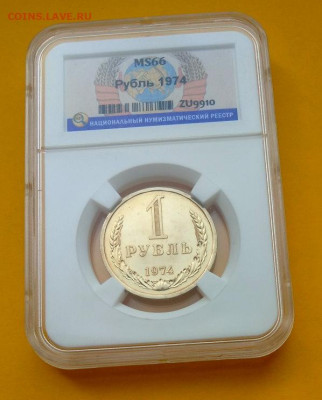 COINS.LAVE.RU
MS66
Рубль 1974
ZU9910
НАЦИОНАЛЬНЫЙ НУМИЗМАТИЧЕСКИЙ РЕЕСТР
1
РУБЛЬ
1974